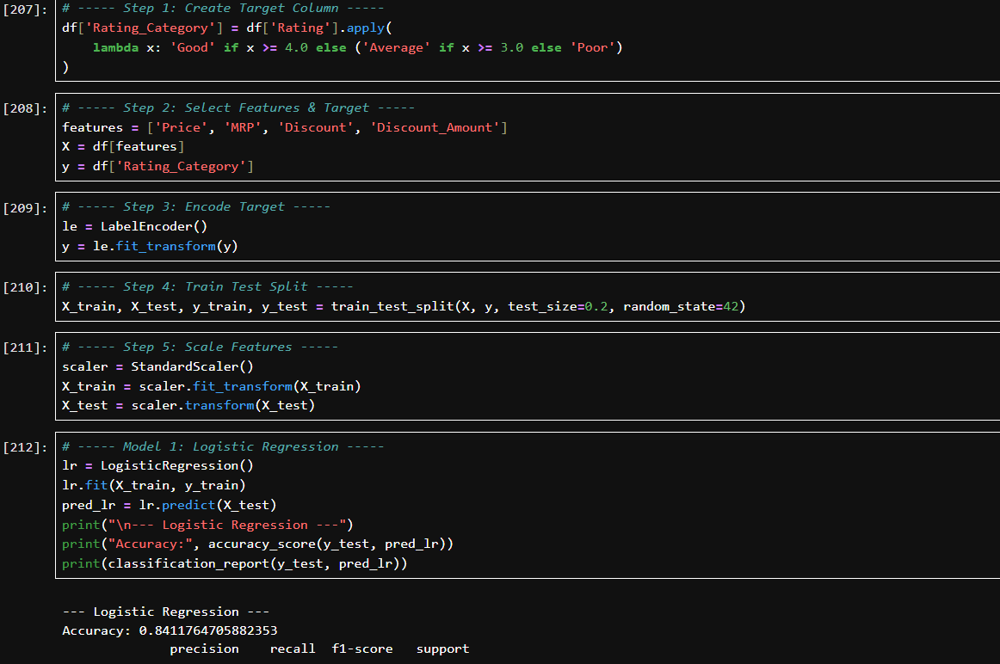 [207]: # ----- Step 1: Create Target Column -----
df['Rating_Category'] = df['Rating'].apply(
    lambda x: 'Good' if x >= 4.0 else ('Average' if x >= 3.0 else 'Poor')
)
[208]: # ----- Step 2: Select Features & Target -----
features = ['Price', 'MRP', 'Discount', 'Discount_Amount']
X = df[features]
y = df['Rating_Category']
[209]: # ----- Step 3: Encode Target -----
le = LabelEncoder()
y = le.fit_transform(y)
[210]: # ----- Step 4: Train Test Split -----
X_train, X_test, y_train, y_test = train_test_split(X, y, test_size=0.2, random_state=42)
[211]: # ----- Step 5: Scale Features -----
scaler = StandardScaler()
X_train = scaler.fit_transform(X_train)
X_test = scaler.transform(X_test)
[212]: # ----- Model 1: Logistic Regression -----
lr = LogisticRegression()
lr.fit(X_train, y_train)
pred_lr = lr.predict(X_test)
print("\n--- Logistic Regression ---")
print("Accuracy:", accuracy_score(y_test, pred_lr))
print(classification_report(y_test, pred_lr))
--- Logistic Regression ---
Accuracy: 0.8411764705882353
              precision    recall  f1-score   support